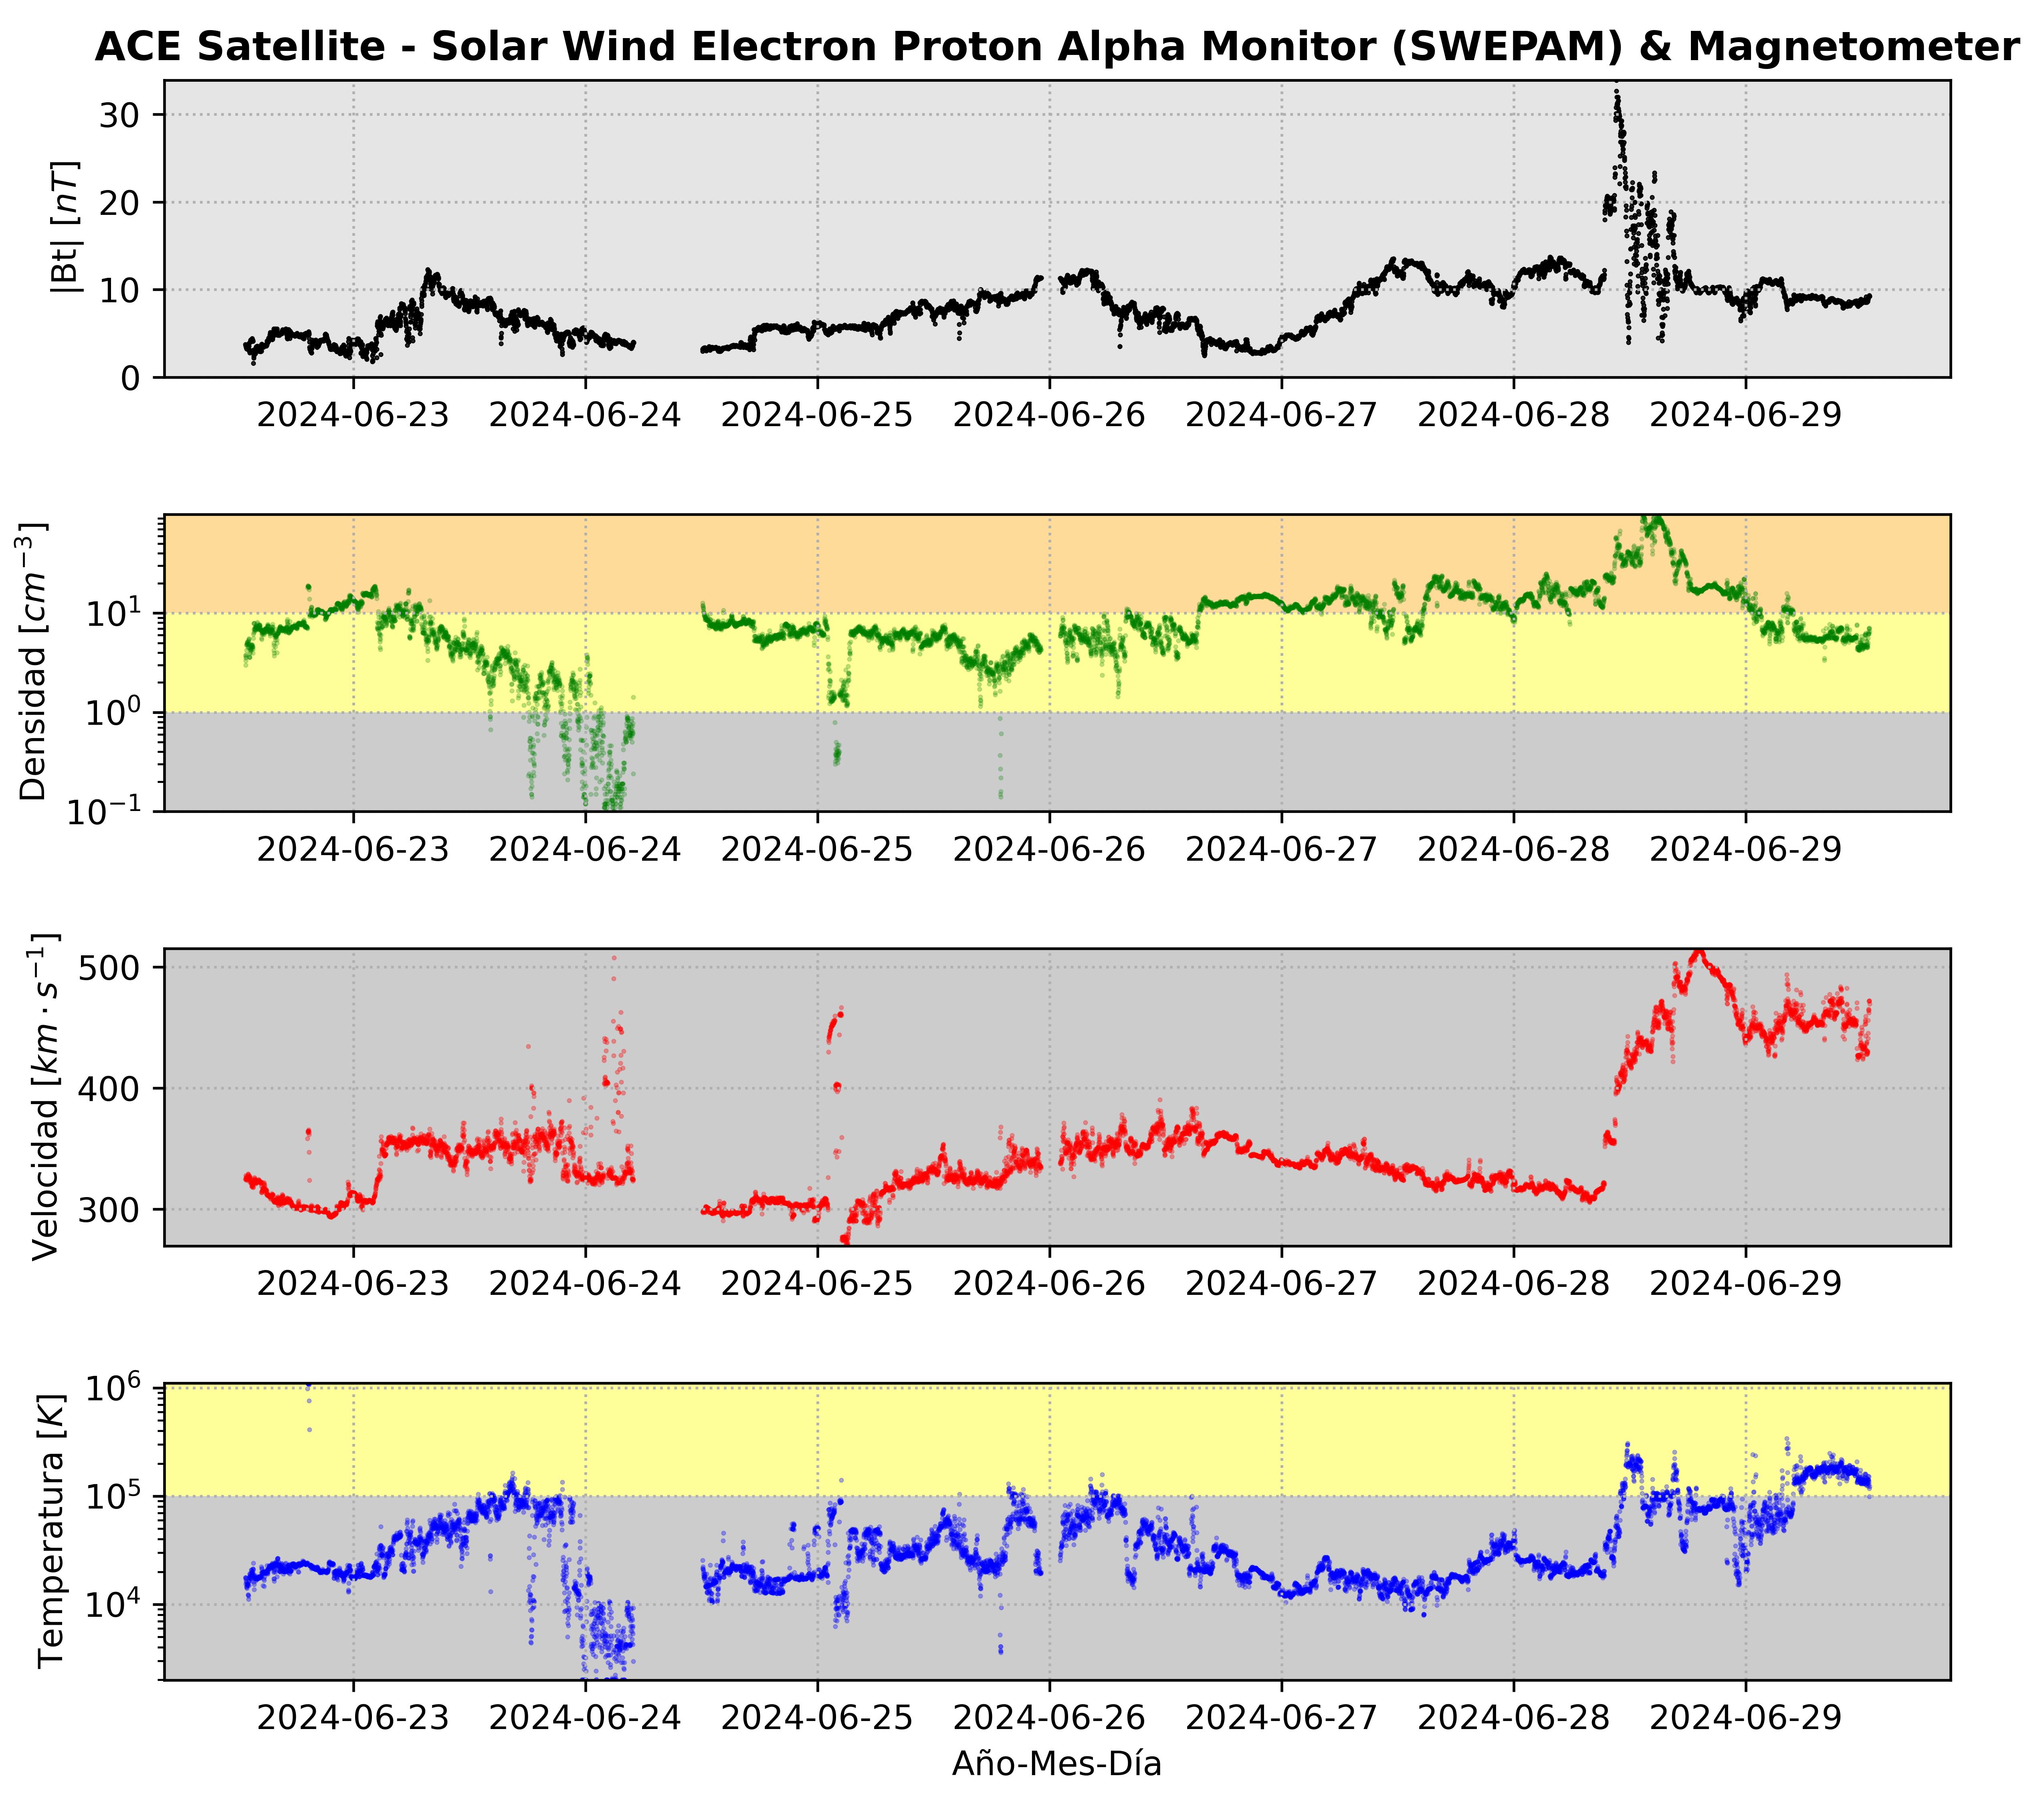 ACE Satellite - Solar Wind Electron Proton Alpha Monitor (SWEPAM) & Magnetometer
|Bt| [nT]
30
20
10
0
2024-06-23 2024-06-24 2024-06-25 2024-06-26 2024-06-27 2024-06-28 2024-06-29
Densidad [cm⁻³]
10¹
10⁰
10⁻¹
2024-06-23 2024-06-24 2024-06-25 2024-06-26 2024-06-27 2024-06-28 2024-06-29
Velocidad [km · s⁻¹]
500
400
300
2024-06-23 2024-06-24 2024-06-25 2024-06-26 2024-06-27 2024-06-28 2024-06-29
Temperatura [K]
10⁶
10⁵
10⁴
2024-06-23 2024-06-24 2024-06-25 2024-06-26 2024-06-27 2024-06-28 2024-06-29
Año-Mes-Día